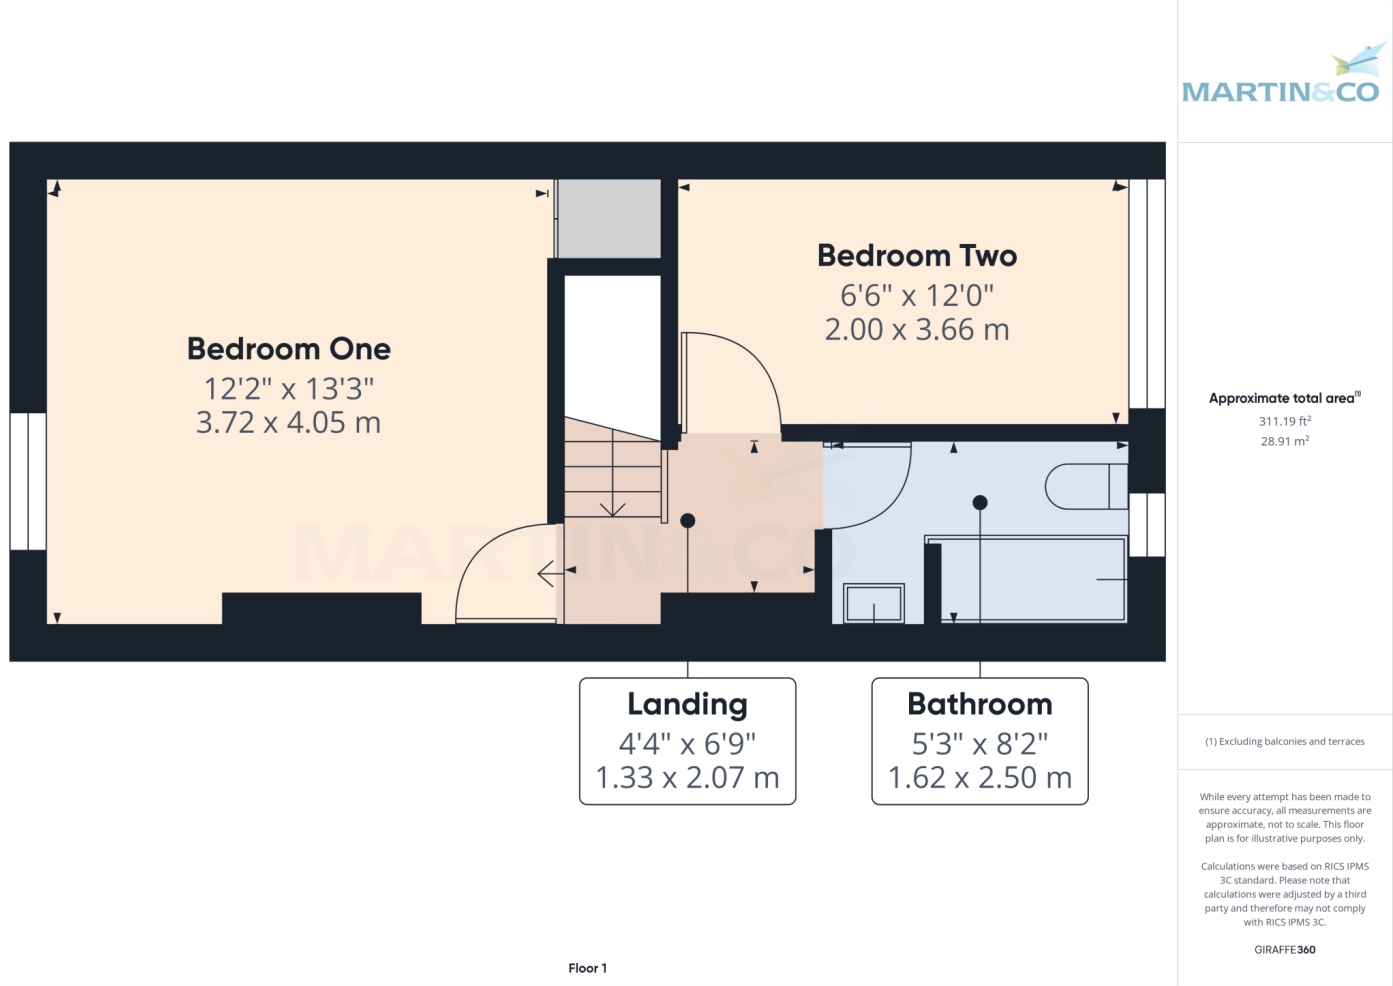 MARTIN&CO
Bedroom One
12'2" x 13'3"
3.72 x 4.05 m
Bedroom Two
6'6" x 12'0"
2.00 x 3.66 m
MARTIN&CO
Landing
4'4" x 6'9"
1.33 x 2.07 m
Bathroom
5'3" x 8'2"
1.62 x 2.50 m
Floor 1
Approximate total area(1)
311.19 ft²
28.91 m²
(1) Excluding balconies and terraces
While every attempt has been made to
ensure accuracy, all measurements are
approximate, not to scale. This floor
plan is for illustrative purposes only.
Calculations were based on RICS IPMS
3C standard. Please note that
calculations were adjusted by a third
party and therefore may not comply
with RICS IPMS 3C.
GIRAFFE360